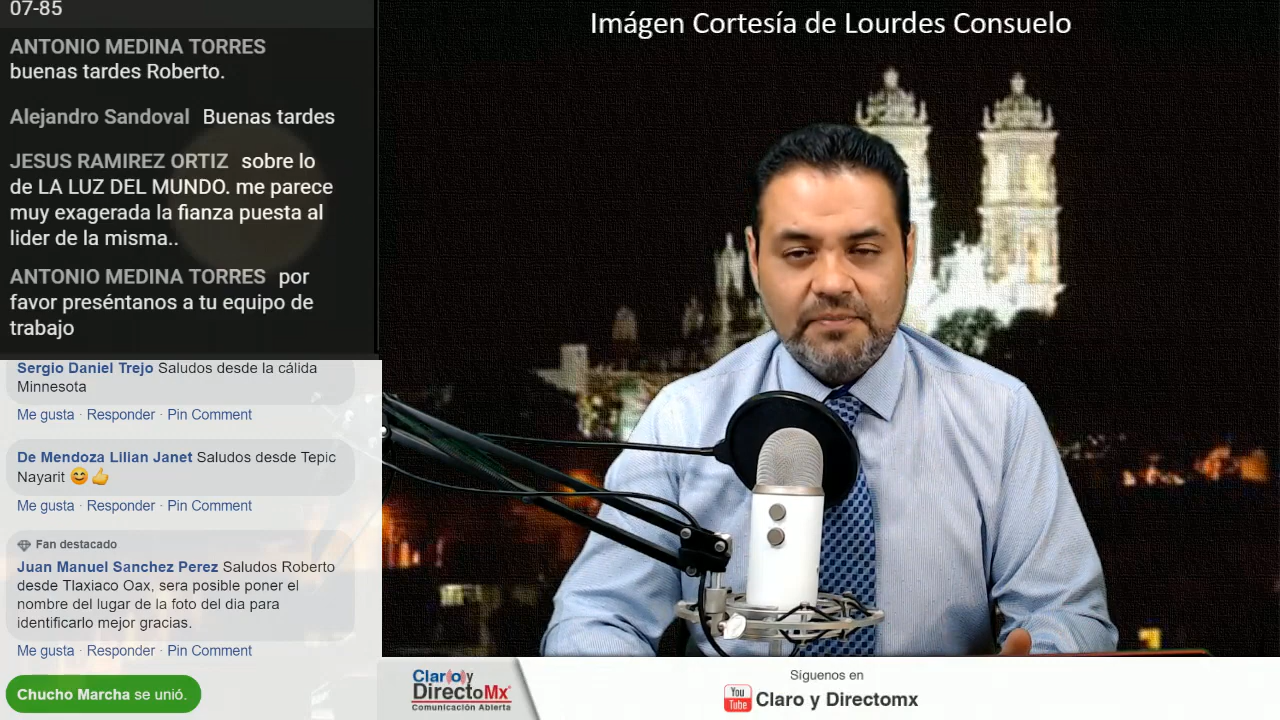 07-85
ANTONIO MEDINA TORRES
buenas tardes Roberto.
Alejandro Sandoval Buenas tardes
JESUS RAMIREZ ORTIZ sobre lo
de LA LUZ DEL MUNDO. me parece
muy exagerada la fianza puesta al
lider de la misma..
ANTONIO MEDINA TORRES por
favor preséntanos a tu equipo de
trabajo
Sergio Daniel Trejo Saludos desde la cálida
Minnesota
Me gusta · Responder · Pin Comment
De Mendoza Lilian Janet Saludos desde Tepic
Nayarit 😊👍
Me gusta · Responder · Pin Comment
Fan destacado
Juan Manuel Sanchez Perez Saludos Roberto
desde Tlaxiaco Oax, sera posible poner el
nombre del lugar de la foto del dia para
identificarlo mejor gracias.
Me gusta · Responder · Pin Comment
Chucho Marcha se unió.
Imágen Cortesía de Lourdes Consuelo
Claro y
DirectoMx
Comunicación Abierta
Síguenos en
You
Tube
Claro y Directomx